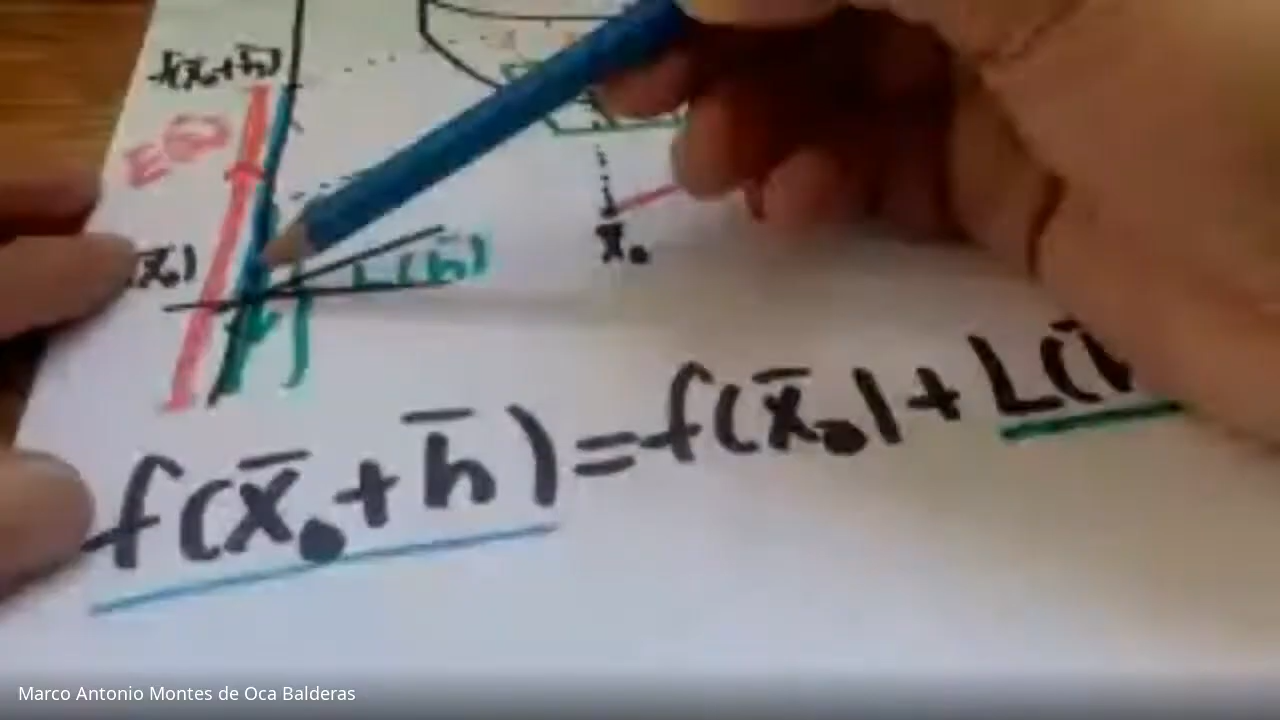 f(x̄₀+h̄)
E(h̄)
(x̄₀)
L(h̄)
x̄₀
f(x̄₀+h̄)=f(x̄₀)+L(h̄
Marco Antonio Montes de Oca Balderas